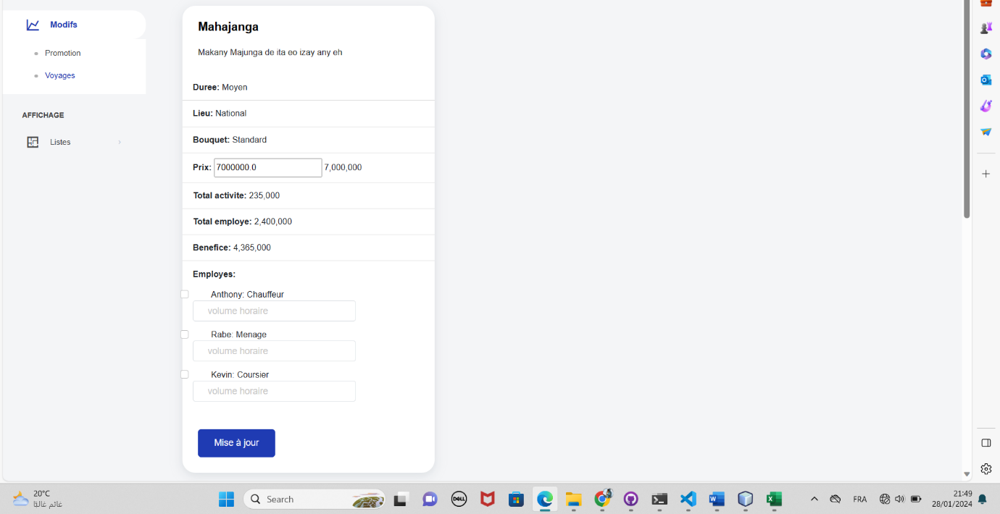 Modifs
Promotion
Voyages
AFFICHAGE
Listes
Mahajanga
Makany Majunga de ita eo izay any eh
Duree: Moyen
Lieu: National
Bouquet: Standard
Prix: 7000000.0 7,000,000
Total activite: 235,000
Total employe: 2,400,000
Benefice: 4,365,000
Employes:
Anthony: Chauffeur
volume horaire
Rabe: Menage
volume horaire
Kevin: Coursier
volume horaire
Mise à jour
20°C
غائم غالبًا
Search
DELL
FRA
21:49
28/01/2024